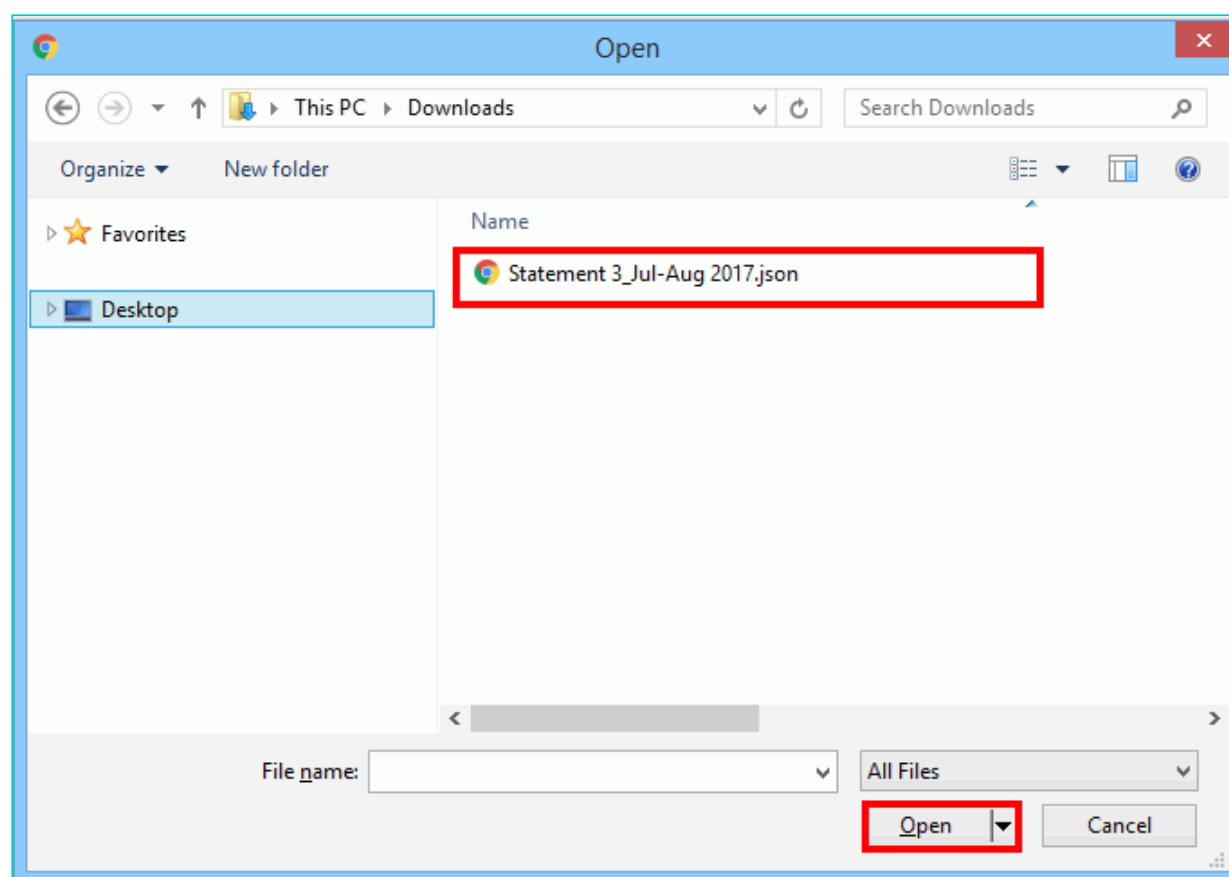 Open
This PC Downloads
Search Downloads
Organize New folder
Favorites
Name
Statement 3_Jul-Aug 2017.json
Desktop
File name:
All Files
Open
Cancel